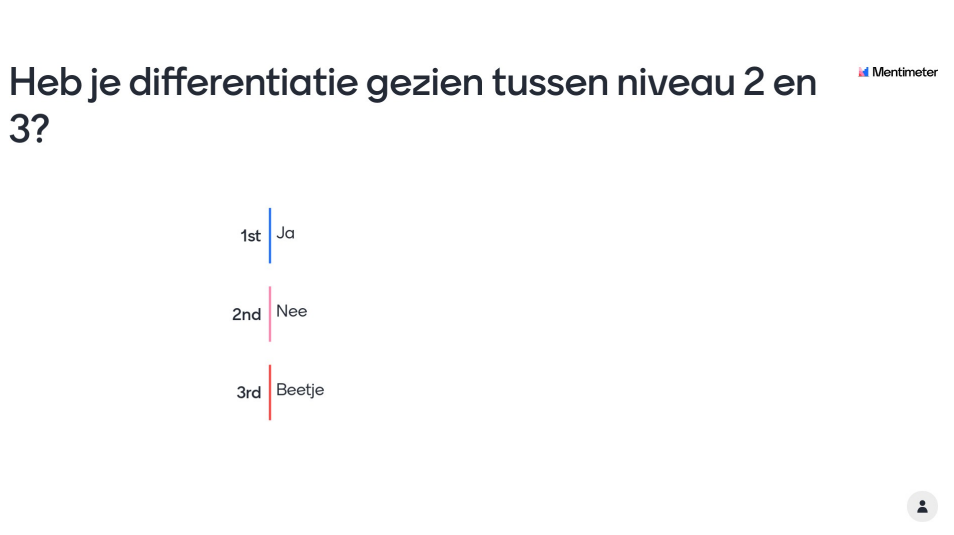 Heb je differentiatie gezien tussen niveau 2 en
3?
Mentimeter
1st Ja
2nd Nee
3rd Beetje